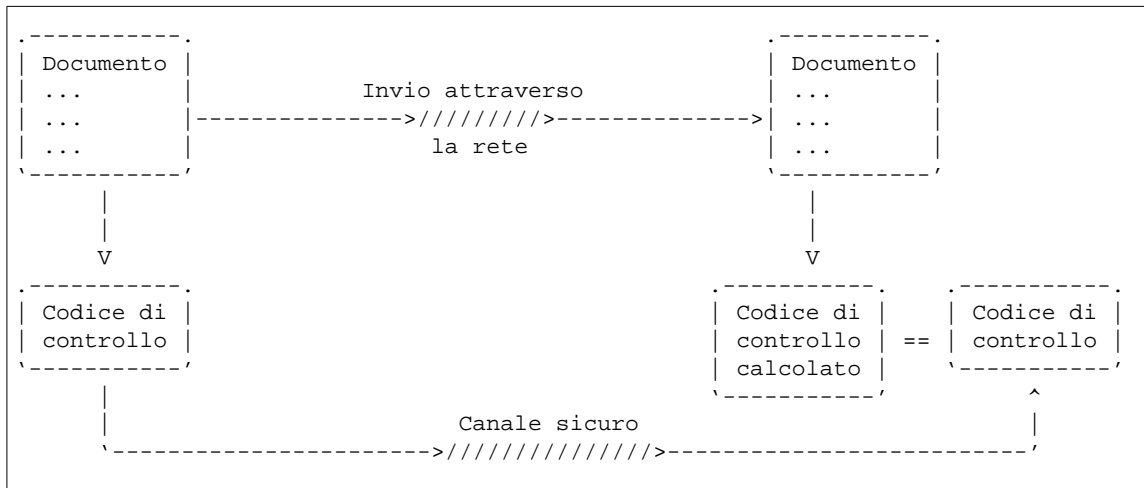 Documento
...
...
...
Invio attraverso
la rete
Documento
...
...
...
Codice di
controllo
Codice di
controllo
calcolato
==
Codice di
controllo
Canale sicuro